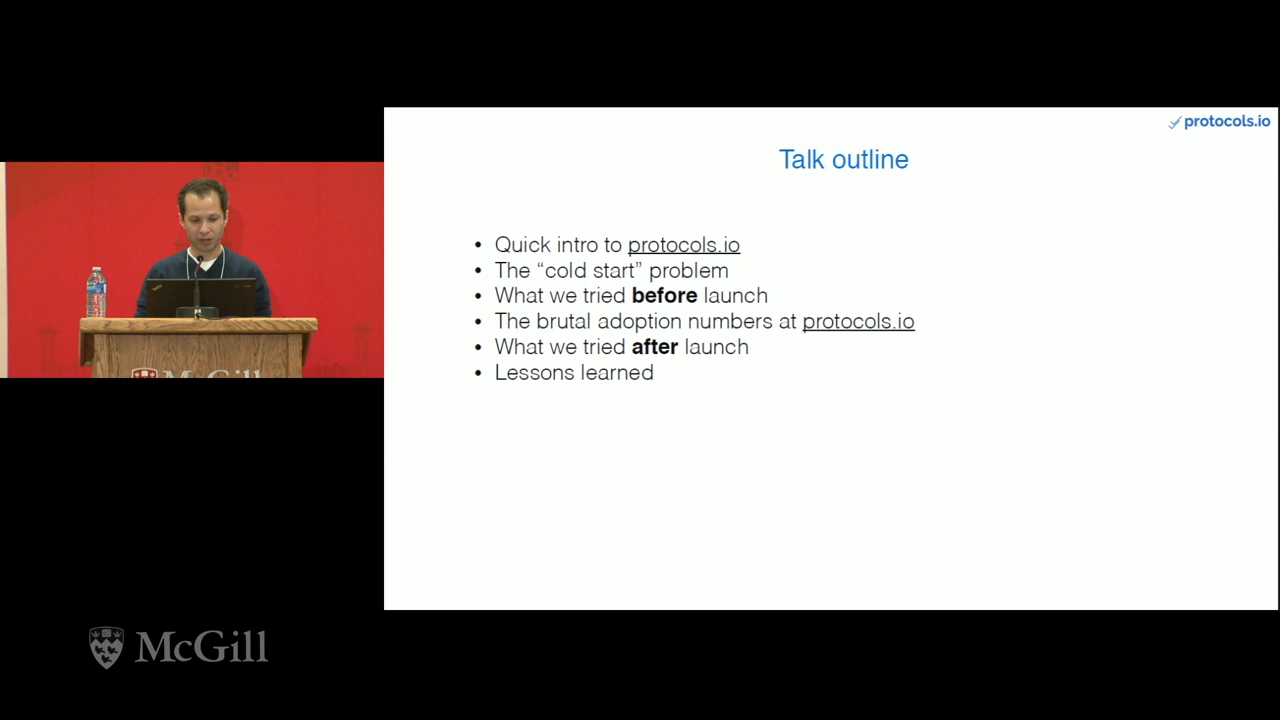 protocols.io
Talk outline
• Quick intro to protocols.io
• The “cold start” problem
• What we tried before launch
• The brutal adoption numbers at protocols.io
• What we tried after launch
• Lessons learned
McGill
McGill